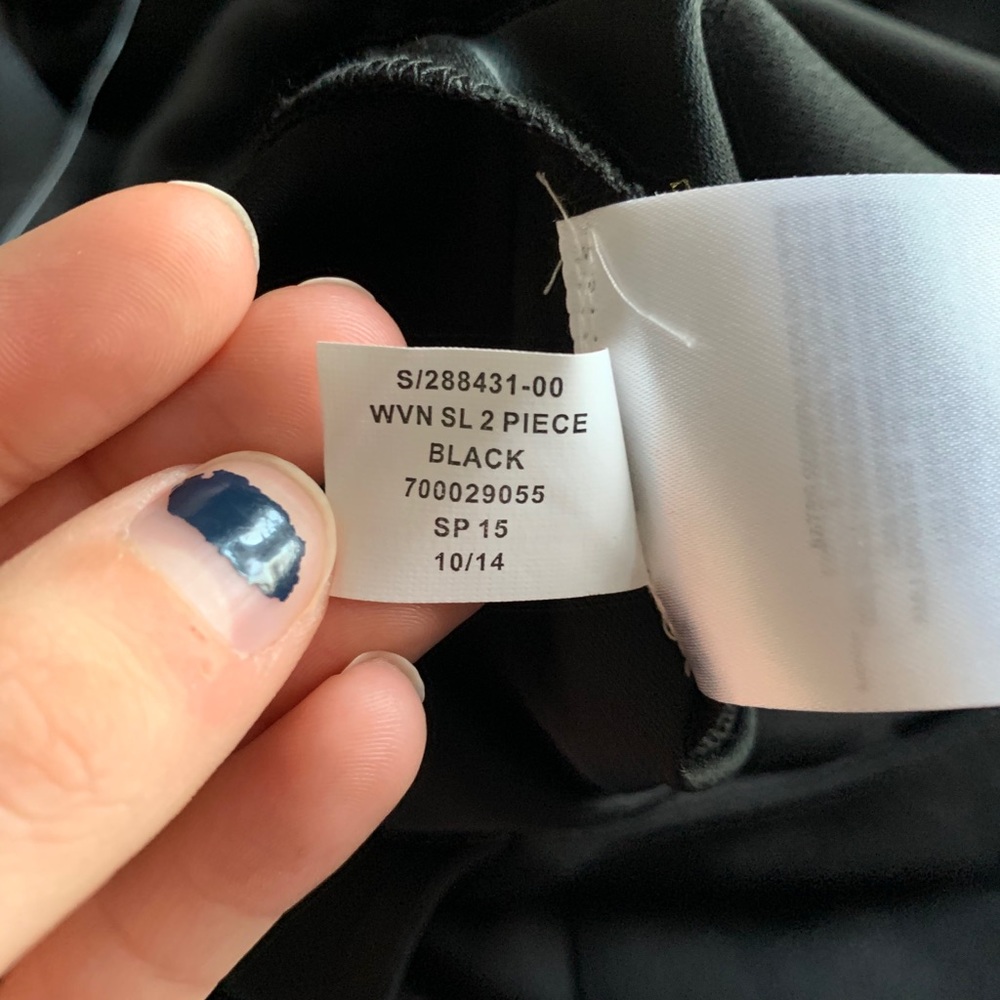 S/288431-00
WVN SL 2 PIECE
BLACK
700029055
SP 15
10/14